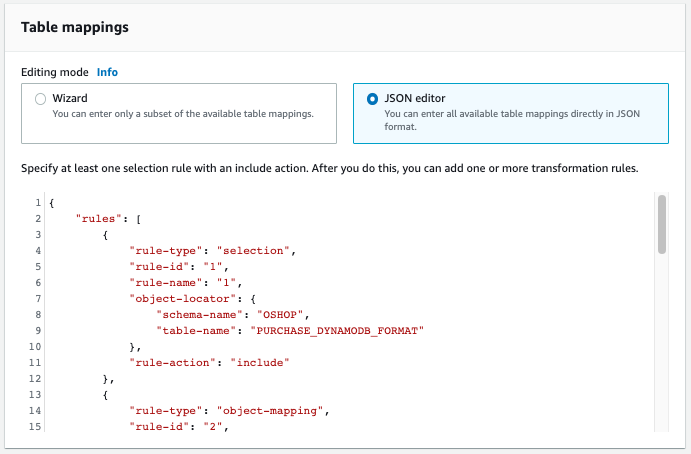 Table mappings
Editing mode Info
Wizard
You can enter only a subset of the available table mappings.
JSON editor
You can enter all available table mappings directly in JSON
format.
Specify at least one selection rule with an include action. After you do this, you can add one or more transformation rules.
1 {
2     "rules": [
3         {
4             "rule-type": "selection",
5             "rule-id": "1",
6             "rule-name": "1",
7             "object-locator": {
8                 "schema-name": "OSHOP",
9                 "table-name": "PURCHASE_DYNAMODB_FORMAT"
10             },
11             "rule-action": "include"
12         },
13         {
14             "rule-type": "object-mapping",
15             "rule-id": "2",